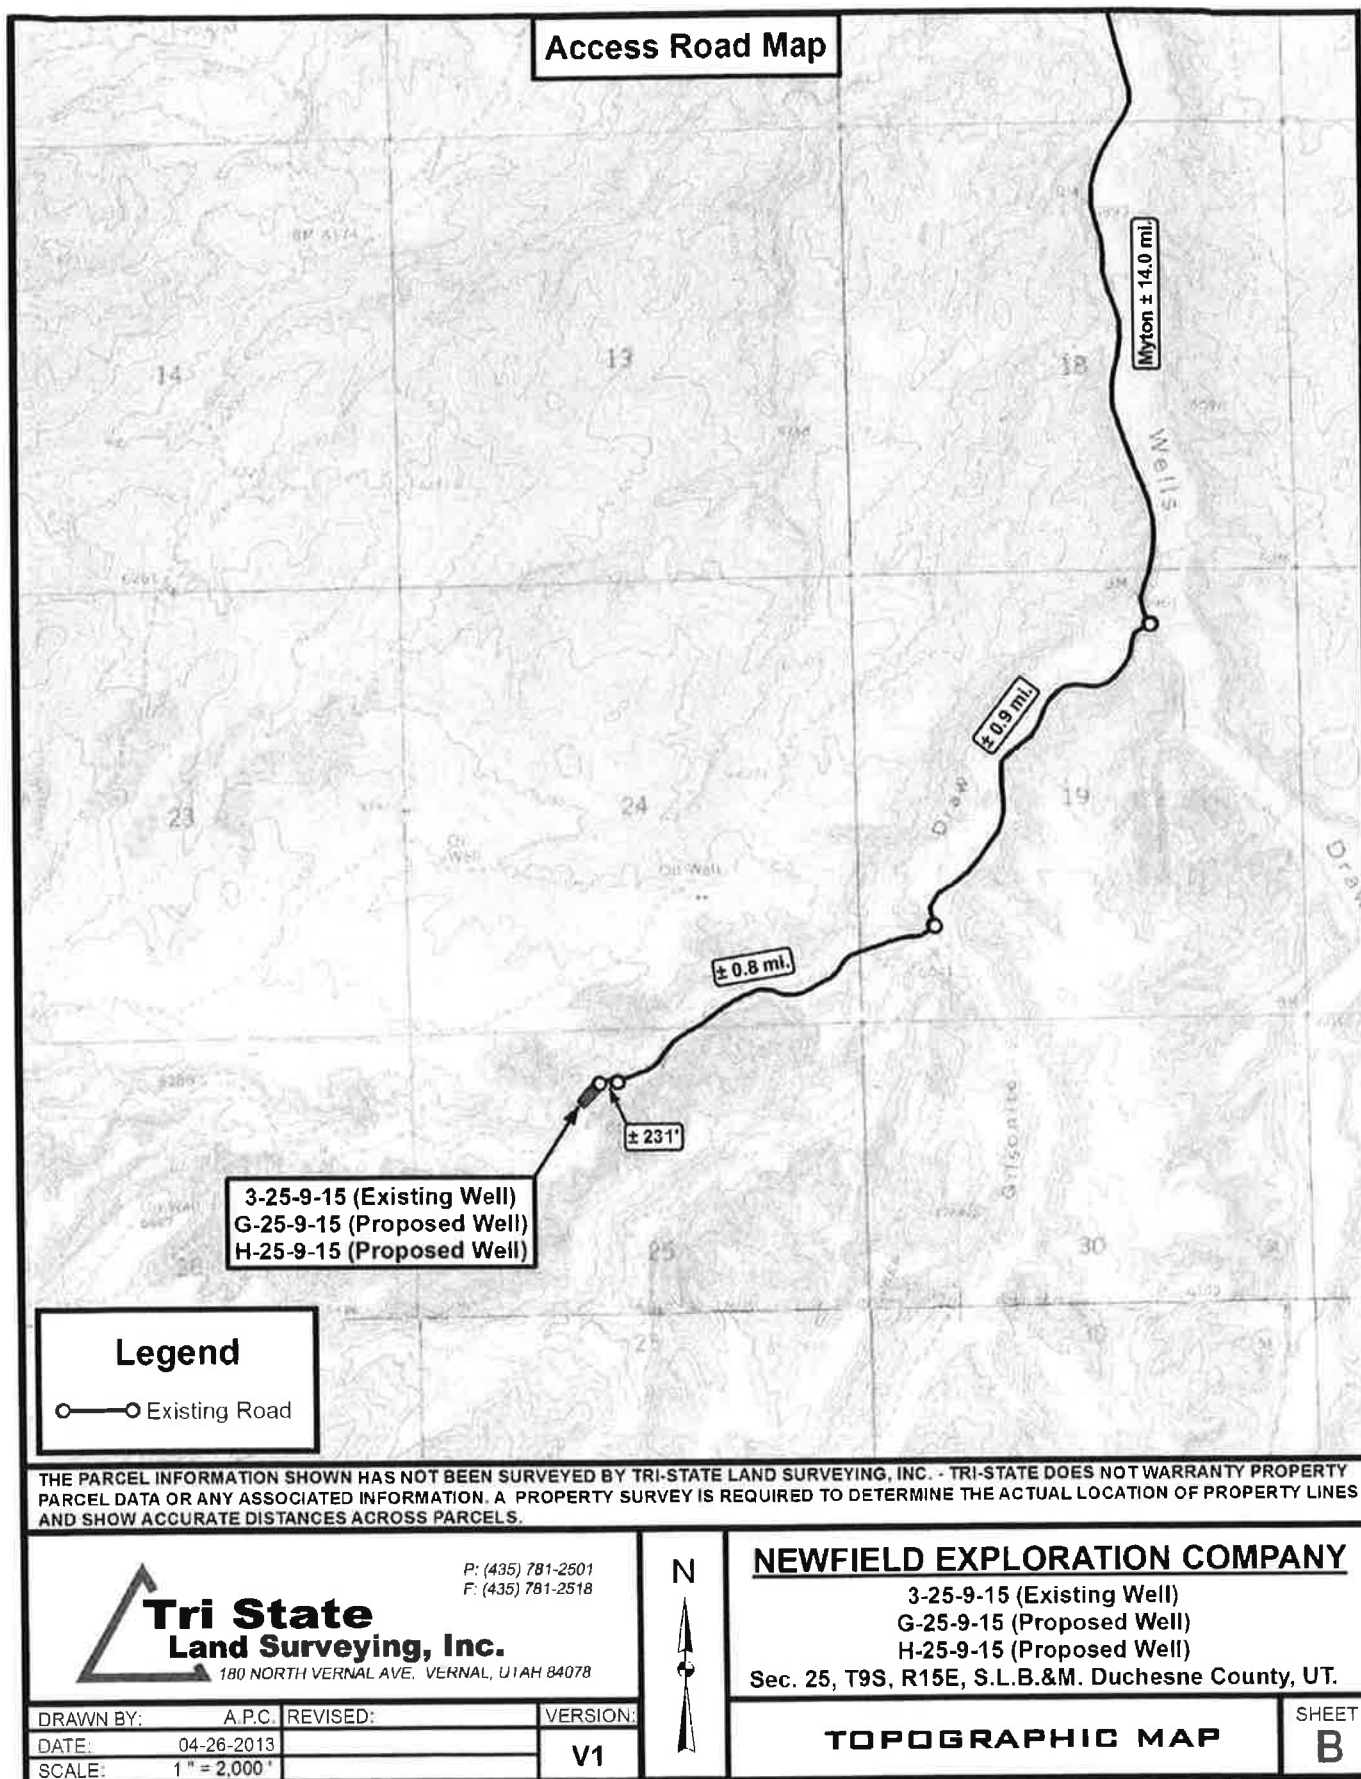 Access Road Map
Myton ± 14.0 mi.
14
13
18
Wells
± 0.9 mi.
Draw
19
23
24
Oil Well
± 0.8 mi.
± 231'
Gilsonite
3-25-9-15 (Existing Well)
G-25-9-15 (Proposed Well)
H-25-9-15 (Proposed Well)
25
30
Legend
Existing Road
THE PARCEL INFORMATION SHOWN HAS NOT BEEN SURVEYED BY TRI-STATE LAND SURVEYING, INC. - TRI-STATE DOES NOT WARRANTY PROPERTY
PARCEL DATA OR ANY ASSOCIATED INFORMATION. A PROPERTY SURVEY IS REQUIRED TO DETERMINE THE ACTUAL LOCATION OF PROPERTY LINES
AND SHOW ACCURATE DISTANCES ACROSS PARCELS.
P: (435) 781-2501
F: (435) 781-2518
Tri State
Land Surveying, Inc.
180 NORTH VERNAL AVE. VERNAL, UTAH 84078
N
NEWFIELD EXPLORATION COMPANY
3-25-9-15 (Existing Well)
G-25-9-15 (Proposed Well)
H-25-9-15 (Proposed Well)
Sec. 25, T9S, R15E, S.L.B.&M. Duchesne County, UT.
DRAWN BY: A.P.C. REVISED: VERSION:
DATE: 04-26-2013
V1
SCALE: 1 " = 2,000 '
TOPOGRAPHIC MAP
SHEET
B